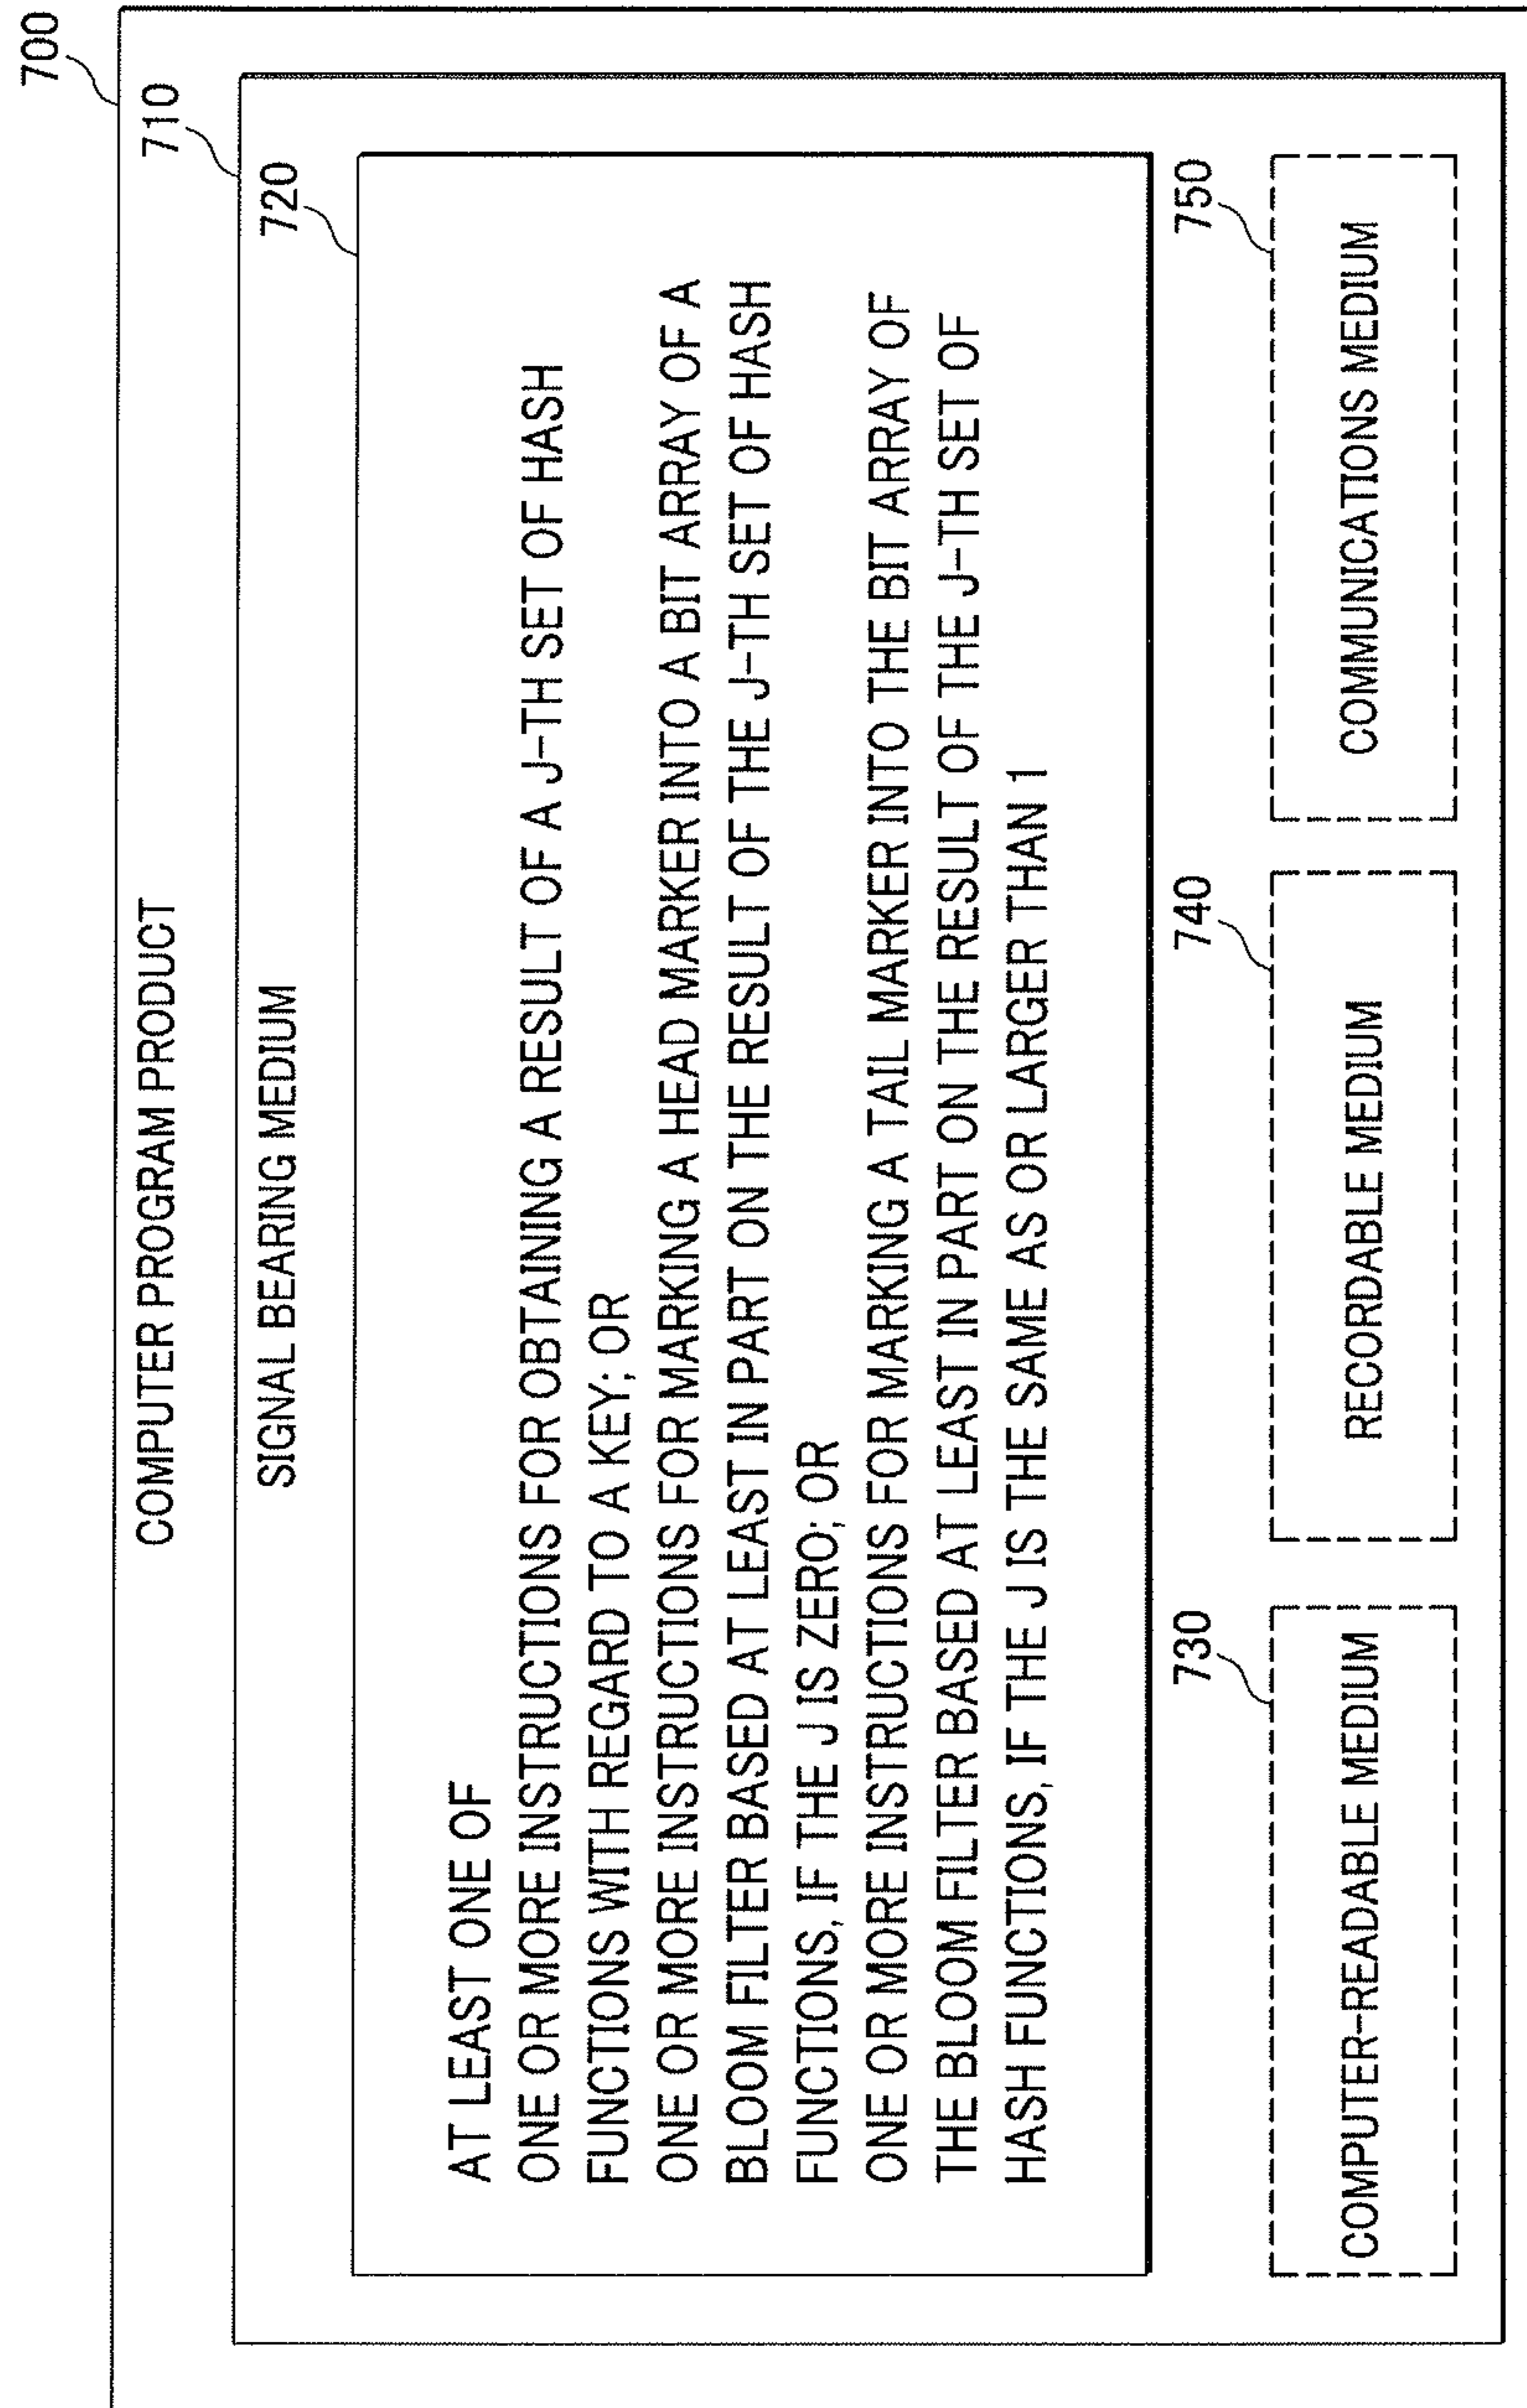 700
COMPUTER PROGRAM PRODUCT
710
SIGNAL BEARING MEDIUM
720
AT LEAST ONE OF
ONE OR MORE INSTRUCTIONS FOR OBTAINING A RESULT OF A J-TH SET OF HASH
FUNCTIONS WITH REGARD TO A KEY; OR
ONE OR MORE INSTRUCTIONS FOR MARKING A HEAD MARKER INTO A BIT ARRAY OF A
BLOOM FILTER BASED AT LEAST IN PART ON THE RESULT OF THE J-TH SET OF HASH
FUNCTIONS, IF THE J IS ZERO; OR
ONE OR MORE INSTRUCTIONS FOR MARKING A TAIL MARKER INTO THE BIT ARRAY OF
THE BLOOM FILTER BASED AT LEAST IN PART ON THE RESULT OF THE J-TH SET OF
HASH FUNCTIONS, IF THE J IS THE SAME AS OR LARGER THAN 1
730
COMPUTER-READABLE MEDIUM
740
RECORDABLE MEDIUM
750
COMMUNICATIONS MEDIUM